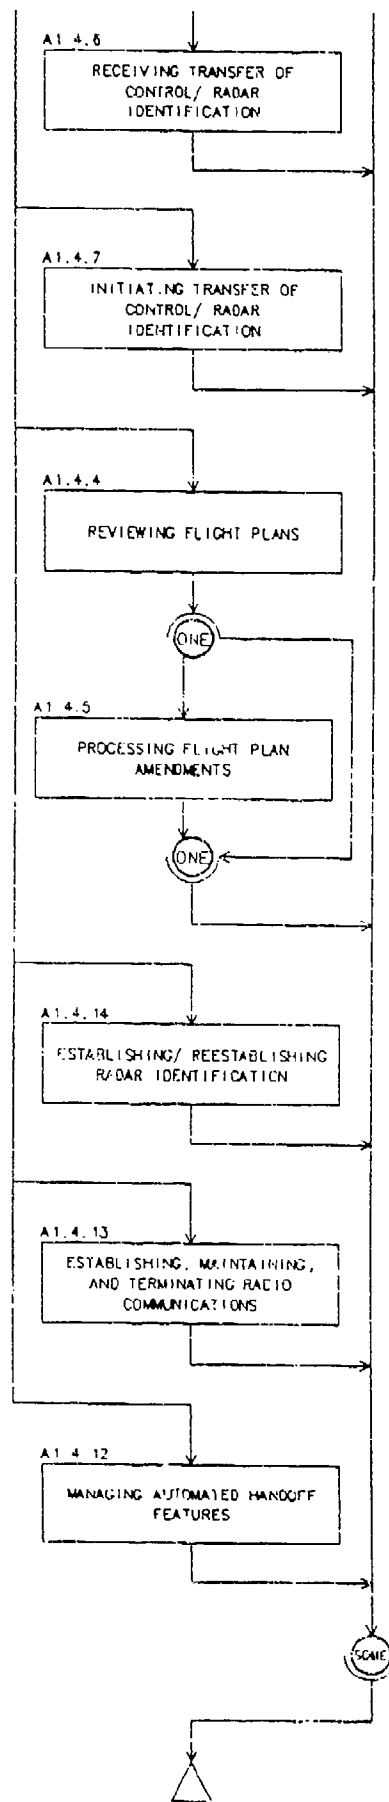 A1.4.6
RECEIVING TRANSFER OF
CONTROL/ RADAR
IDENTIFICATION
A1.4.7
INITIATING TRANSFER OF
CONTROL/ RADAR
IDENTIFICATION
A1.4.4
REVIEWING FLIGHT PLANS
ONE
A1.4.5
PROCESSING FLIGHT PLAN
AMENDMENTS
ONE
A1.4.14
ESTABLISHING/ REESTABLISHING
RADAR IDENTIFICATION
A1.4.13
ESTABLISHING, MAINTAINING,
AND TERMINATING RADIO
COMMUNICATIONS
A1.4.12
MANAGING AUTOMATED HANDOFF
FEATURES
SOME